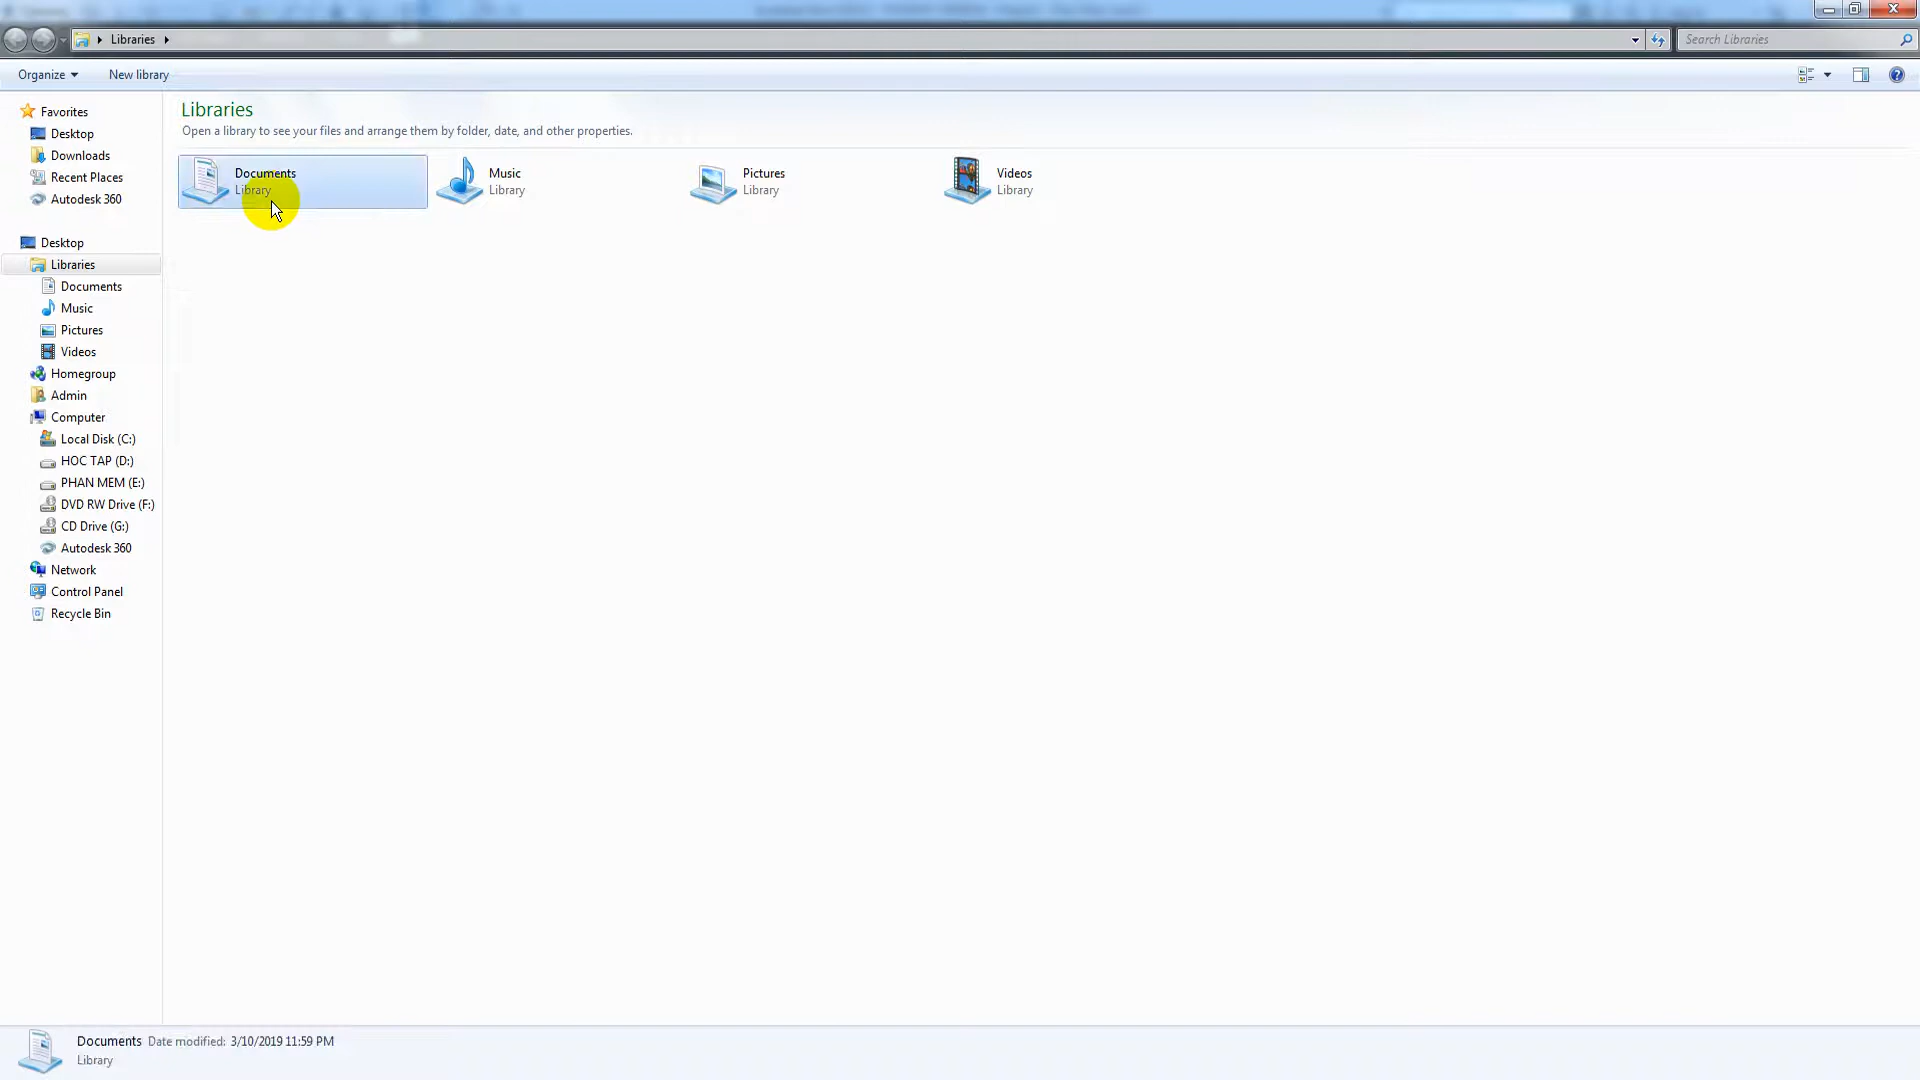 Libraries
Search Libraries
Organize
New library
Favorites
Desktop
Downloads
Recent Places
Autodesk 360
Desktop
Libraries
Documents
Music
Pictures
Videos
Homegroup
Admin
Computer
Local Disk (C:)
HOC TAP (D:)
PHAN MEM (E:)
DVD RW Drive (F:)
CD Drive (G:)
Autodesk 360
Network
Control Panel
Recycle Bin
Libraries
Open a library to see your files and arrange them by folder, date, and other properties.
Documents
Library
Music
Library
Pictures
Library
Videos
Library
Documents Date modified: 3/10/2019 11:59 PM
Library